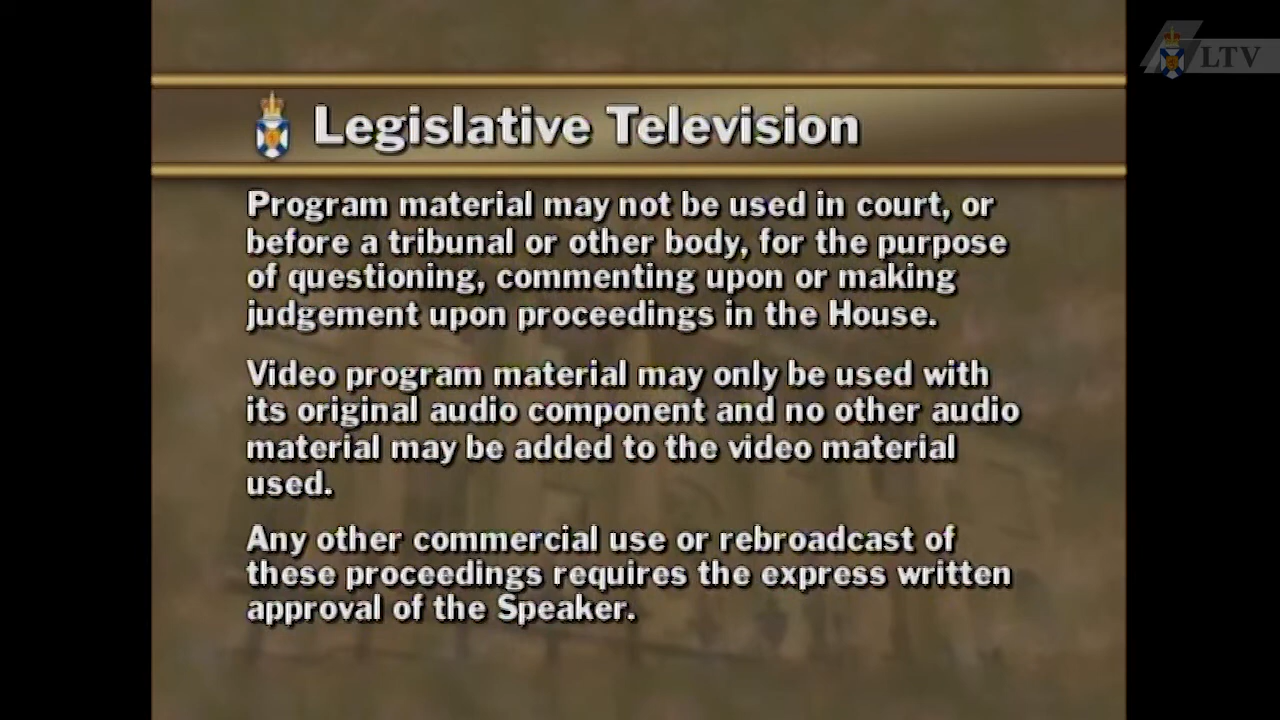 LTV
Legislative Television
Program material may not be used in court, or
before a tribunal or other body, for the purpose
of questioning, commenting upon or making
judgement upon proceedings in the House.
Video program material may only be used with
its original audio component and no other audio
material may be added to the video material
used.
Any other commercial use or rebroadcast of
these proceedings requires the express written
approval of the Speaker.